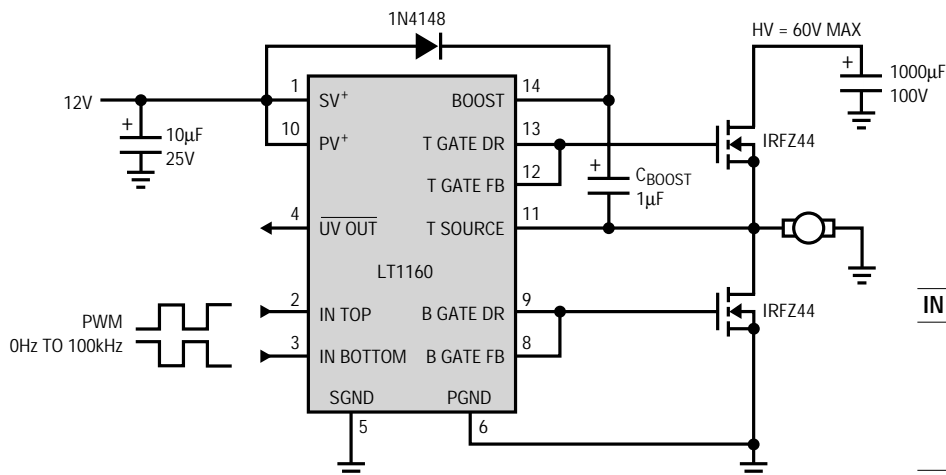 1N4148
HV = 60V MAX
+
1000µF
100V
12V
+
10µF
25V
1
SV+
10
PV+
4
UV OUT
PWM
0Hz TO 100kHz
2
IN TOP
3
IN BOTTOM
LT1160
SGND
5
PGND
6
BOOST
14
T GATE DR
13
T GATE FB
12
T SOURCE
11
B GATE DR
9
B GATE FB
8
+
CBOOST
1µF
IRFZ44
IRFZ44
IN